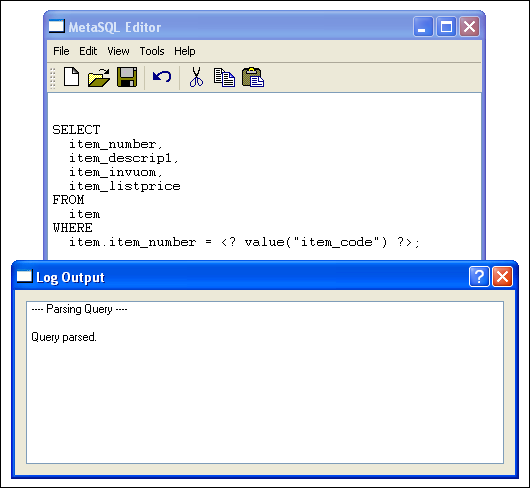 MetaSQL Editor
File Edit View Tools Help
SELECT
item_number,
item_descrip1,
item_invuom,
item_listprice
FROM
item
WHERE
item.item_number = <? value("item_code") ?>;
Log Output
---- Parsing Query ----
Query parsed.